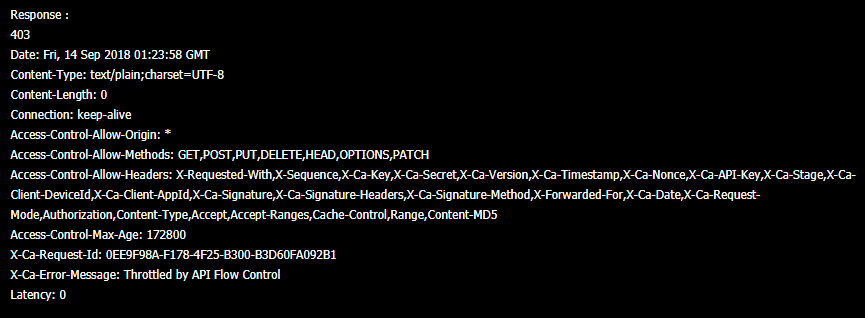 Response :
403
Date: Fri, 14 Sep 2018 01:23:58 GMT
Content-Type: text/plain;charset=UTF-8
Content-Length: 0
Connection: keep-alive
Access-Control-Allow-Origin: *
Access-Control-Allow-Methods: GET,POST,PUT,DELETE,HEAD,OPTIONS,PATCH
Access-Control-Allow-Headers: X-Requested-With,X-Sequence,X-Ca-Key,X-Ca-Secret,X-Ca-Version,X-Ca-Timestamp,X-Ca-Nonce,X-Ca-API-Key,X-Ca-Stage,X-Ca-
Client-DeviceId,X-Ca-Client-AppId,X-Ca-Signature,X-Ca-Signature-Headers,X-Ca-Signature-Method,X-Forwarded-For,X-Ca-Date,X-Ca-Request-
Mode,Authorization,Content-Type,Accept,Accept-Ranges,Cache-Control,Range,Content-MD5
Access-Control-Max-Age: 172800
X-Ca-Request-Id: 0EE9F98A-F178-4F25-B300-B3D60FA092B1
X-Ca-Error-Message: Throttled by API Flow Control
Latency: 0